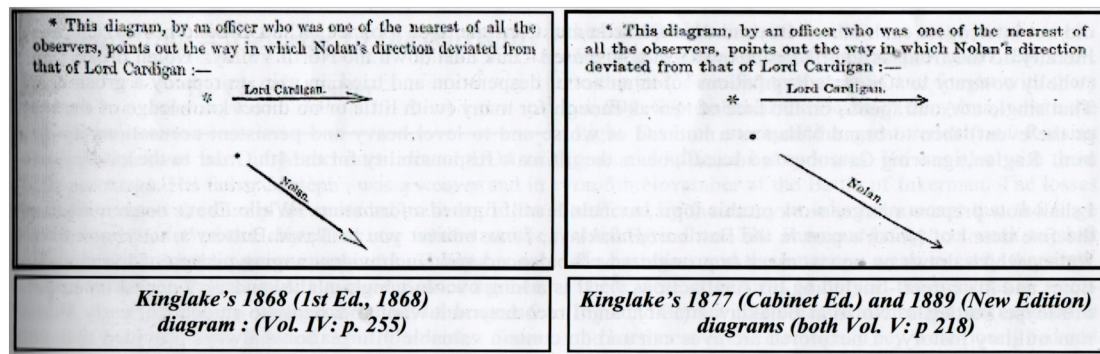 * This diagram, by an officer who was one of the nearest of all the
observers, points out the way in which Nolan's direction deviated from
that of Lord Cardigan :—
* Lord Cardigan.
Nolan.
Kinglake's 1868 (1st Ed., 1868)
diagram : (Vol. IV: p. 255)
* This diagram, by an officer who was one of the nearest of
all the observers, points out the way in which Nolan's direction
deviated from that of Lord Cardigan :—
* Lord Cardigan.
Nolan.
Kinglake's 1877 (Cabinet Ed.) and 1889 (New Edition)
diagrams (both Vol. V: p 218)